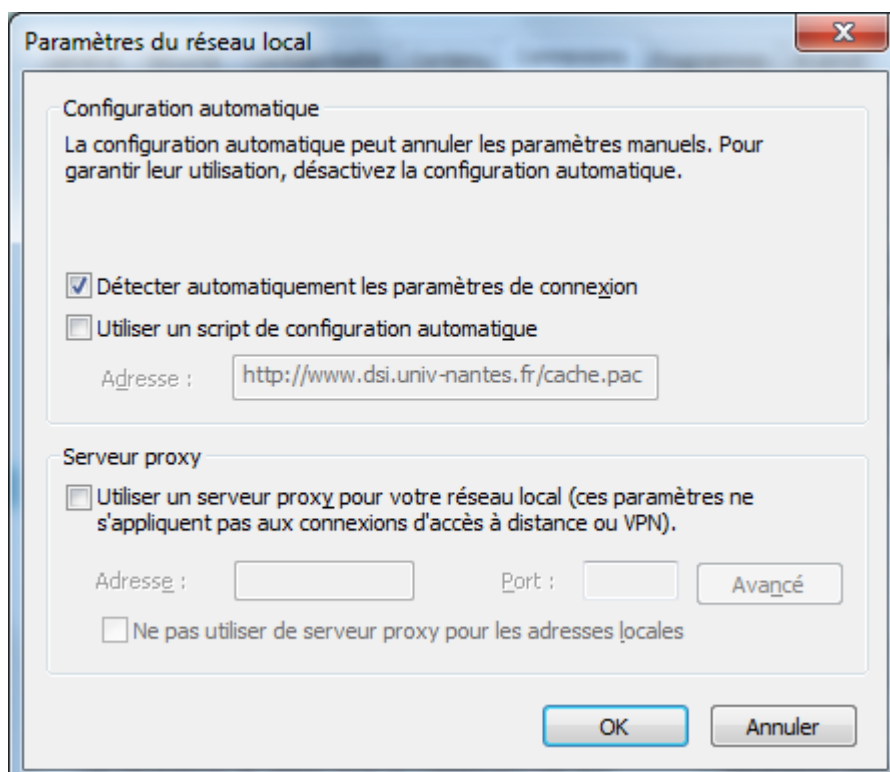 Paramètres du réseau local
Configuration automatique
La configuration automatique peut annuler les paramètres manuels. Pour
garantir leur utilisation, désactivez la configuration automatique.
Détecter automatiquement les paramètres de connexion
Utiliser un script de configuration automatique
Adresse :
http://www.dsi.univ-nantes.fr/cache.pac
Serveur proxy
Utiliser un serveur proxy pour votre réseau local (ces paramètres ne
s'appliquent pas aux connexions d'accès à distance ou VPN).
Adresse : Port : Avancé
Ne pas utiliser de serveur proxy pour les adresses locales
OK Annuler